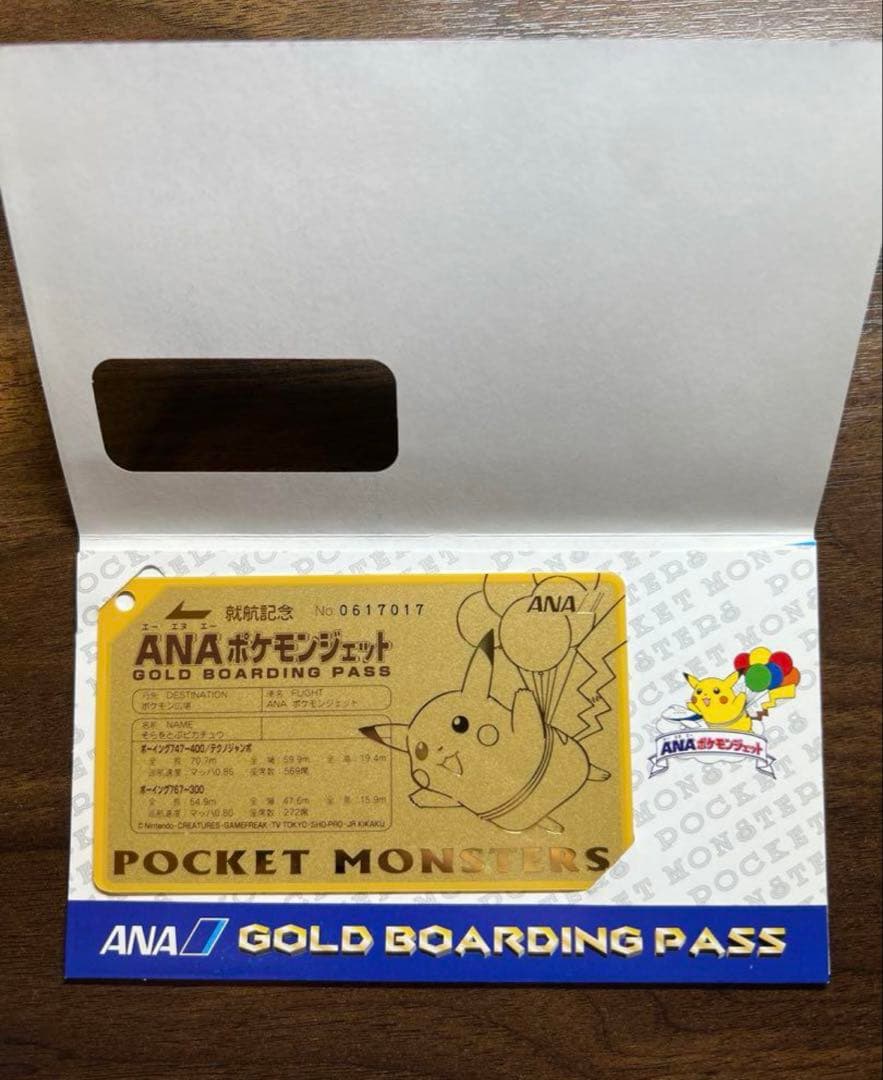 就航記念 No.0617017
エー エヌ エー
ANAポケモンジェット
GOLD BOARDING PASS
行先 DESTINATION
ポケモン広場
便名 FLIGHT
ANA ポケモンジェット
名前 NAME
そらをとぶピカチュウ
ボーイング747-400/テクノジャンボ
全長 70.7m 全幅 59.9m 全高 19.4m
巡航速度 マッハ0.85 座席数 569席
ボーイング767-300
全長 54.9m 全幅 47.6m 全高 15.9m
巡航速度 マッハ0.80 座席数 272席
©Nintendo・CREATURES・GAMEFREAK・TV TOKYO・SHO-PRO・JR KIKAKU
ANA
POCKET MONSTERS
ANAポケモンジェット
POCKET MONSTERS
ANA GOLD BOARDING PASS